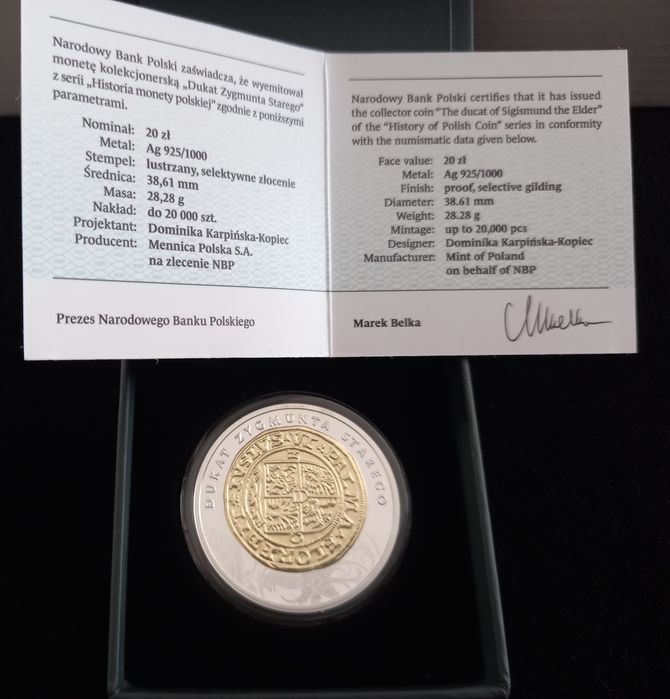 Narodowy Bank Polski zaświadcza, że wyemitował
monetę kolekcjonerską „Dukat Zygmunta Starego”
z serii „Historia monety polskiej” zgodnie z poniższymi
parametrami.
Nominał: 20 zł
Metal: Ag 925/1000
Stempel: lustrzany, selektywne złocenie
Średnica: 38,61 mm
Masa: 28,28 g
Nakład: do 20 000 szt.
Projektant: Dominika Karpińska-Kopiec
Producent: Mennica Polska S.A.
na zlecenie NBP
Prezes Narodowego Banku Polskiego
Narodowy Bank Polski certifies that it has issued
the collector coin “The ducat of Sigismund the Elder”
of the “History of Polish Coin” series in conformity
with the numismatic data given below.
Face value: 20 zł
Metal: Ag 925/1000
Finish: proof, selective gilding
Diameter: 38.61 mm
Weight: 28.28 g
Mintage: up to 20,000 pcs
Designer: Dominika Karpińska-Kopiec
Manufacturer: Mint of Poland
on behalf of NBP
Marek Belka
DUKAT ZYGMUNTA STAREGO